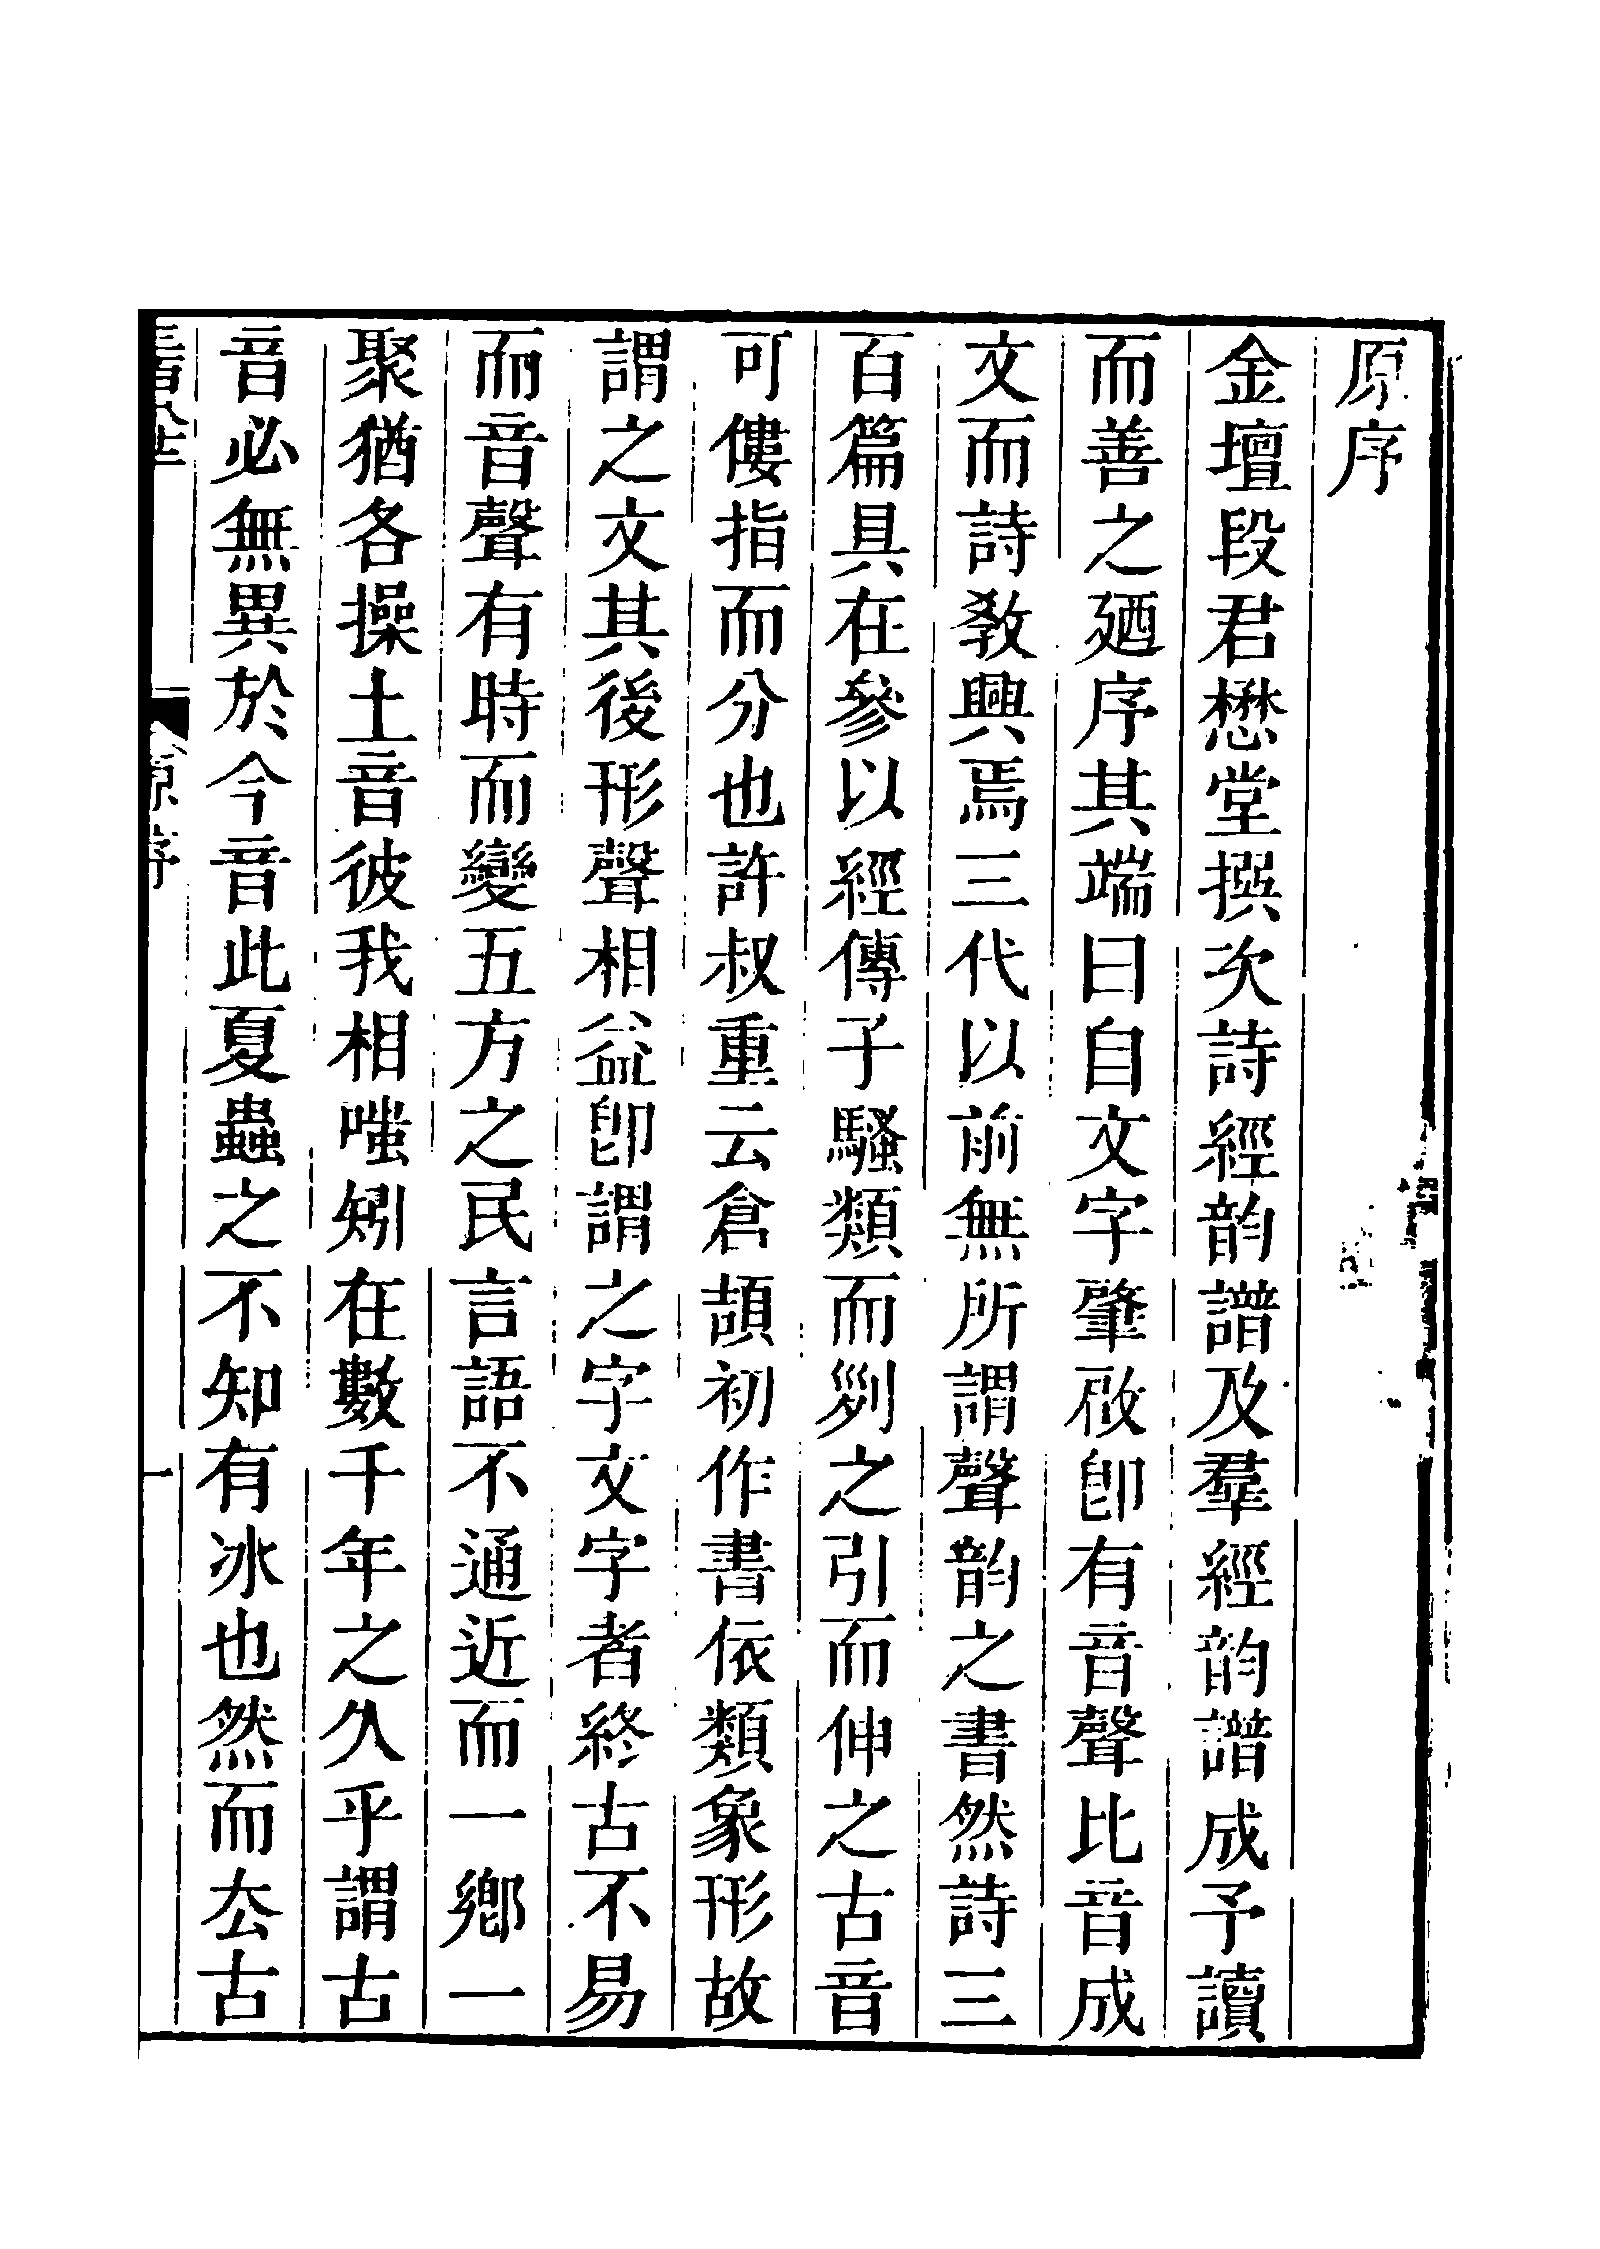 原序
金壇段君懋堂撰次詩經韵譜及羣經韵譜成予讀
而善之廼序其端曰自文字肇啟卽有音聲比音成
文而詩敎興焉三代以前無所謂聲韵之書然詩三
百篇具在參以經傳子騷類而剡之引而伸之古音
可僂指而分也許叔重云倉頡初作書依類象形故
謂之文其後形聲相益卽謂之字文字者終古不易
而音聲有時而變五方之民言語不通近而一鄕一
聚猶各操土音彼我相嗤矧在數千年之久乎謂古
音必無異於今音此夏蟲之不知有冰也然而厺古
原序
一